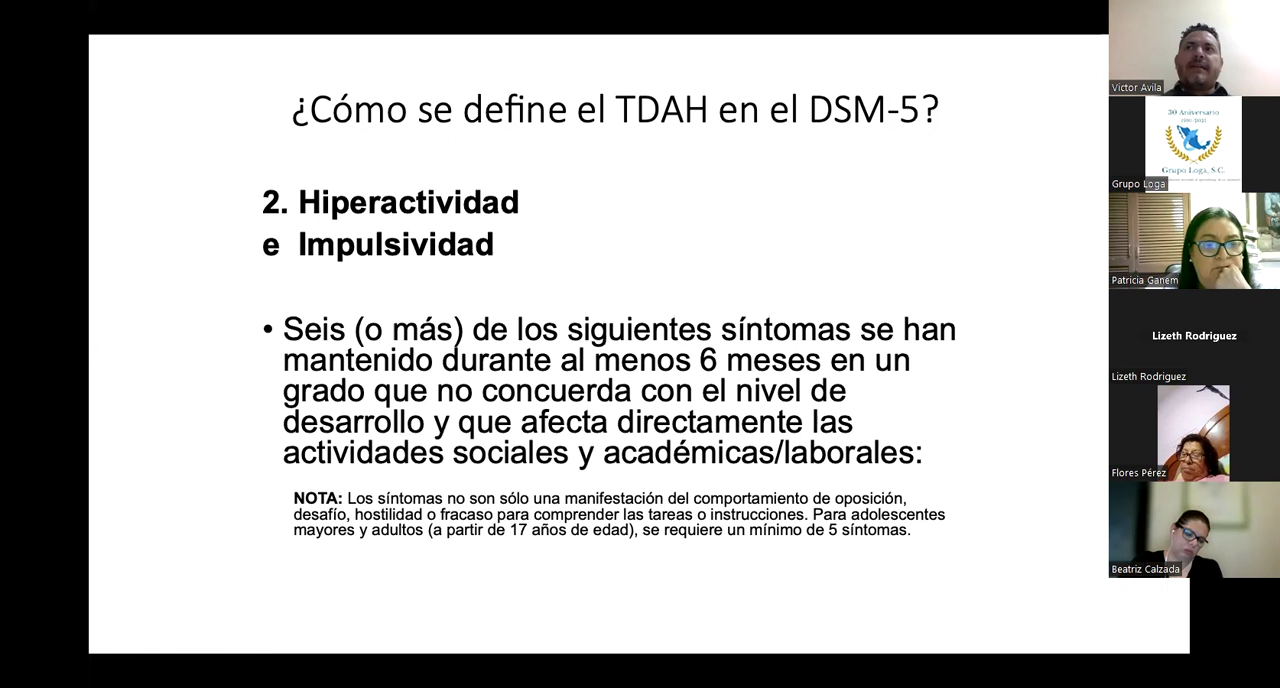 ¿Cómo se define el TDAH en el DSM-5?
2. Hiperactividad
e Impulsividad
• Seis (o más) de los siguientes síntomas se han
mantenido durante al menos 6 meses en un
grado que no concuerda con el nivel de
desarrollo y que afecta directamente las
actividades sociales y académicas/laborales:
NOTA: Los síntomas no son sólo una manifestación del comportamiento de oposición,
desafío, hostilidad o fracaso para comprender las tareas o instrucciones. Para adolescentes
mayores y adultos (a partir de 17 años de edad), se requiere un mínimo de 5 síntomas.
Victor Avila
30 Aniversario
Grupo Loga, S.C.
Grupo Loga
Patricia Ganem
Lizeth Rodriguez
Lizeth Rodriguez
Flores Pérez
Beatriz Calzada